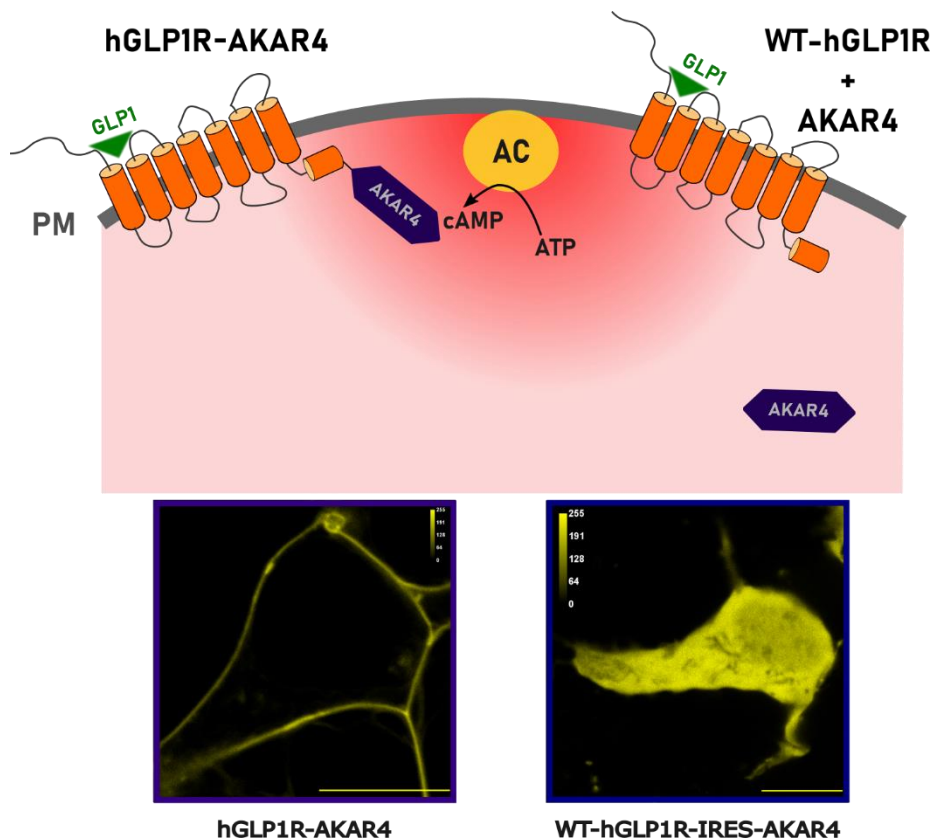 hGLP1R-AKAR4
WT-hGLP1R
+
AKAR4
GLP1
GLP1
AC
PM
AKAR4
cAMP
ATP
AKAR4
255
191
128
64
0
255
191
128
64
0
hGLP1R-AKAR4
WT-hGLP1R-IRES-AKAR4